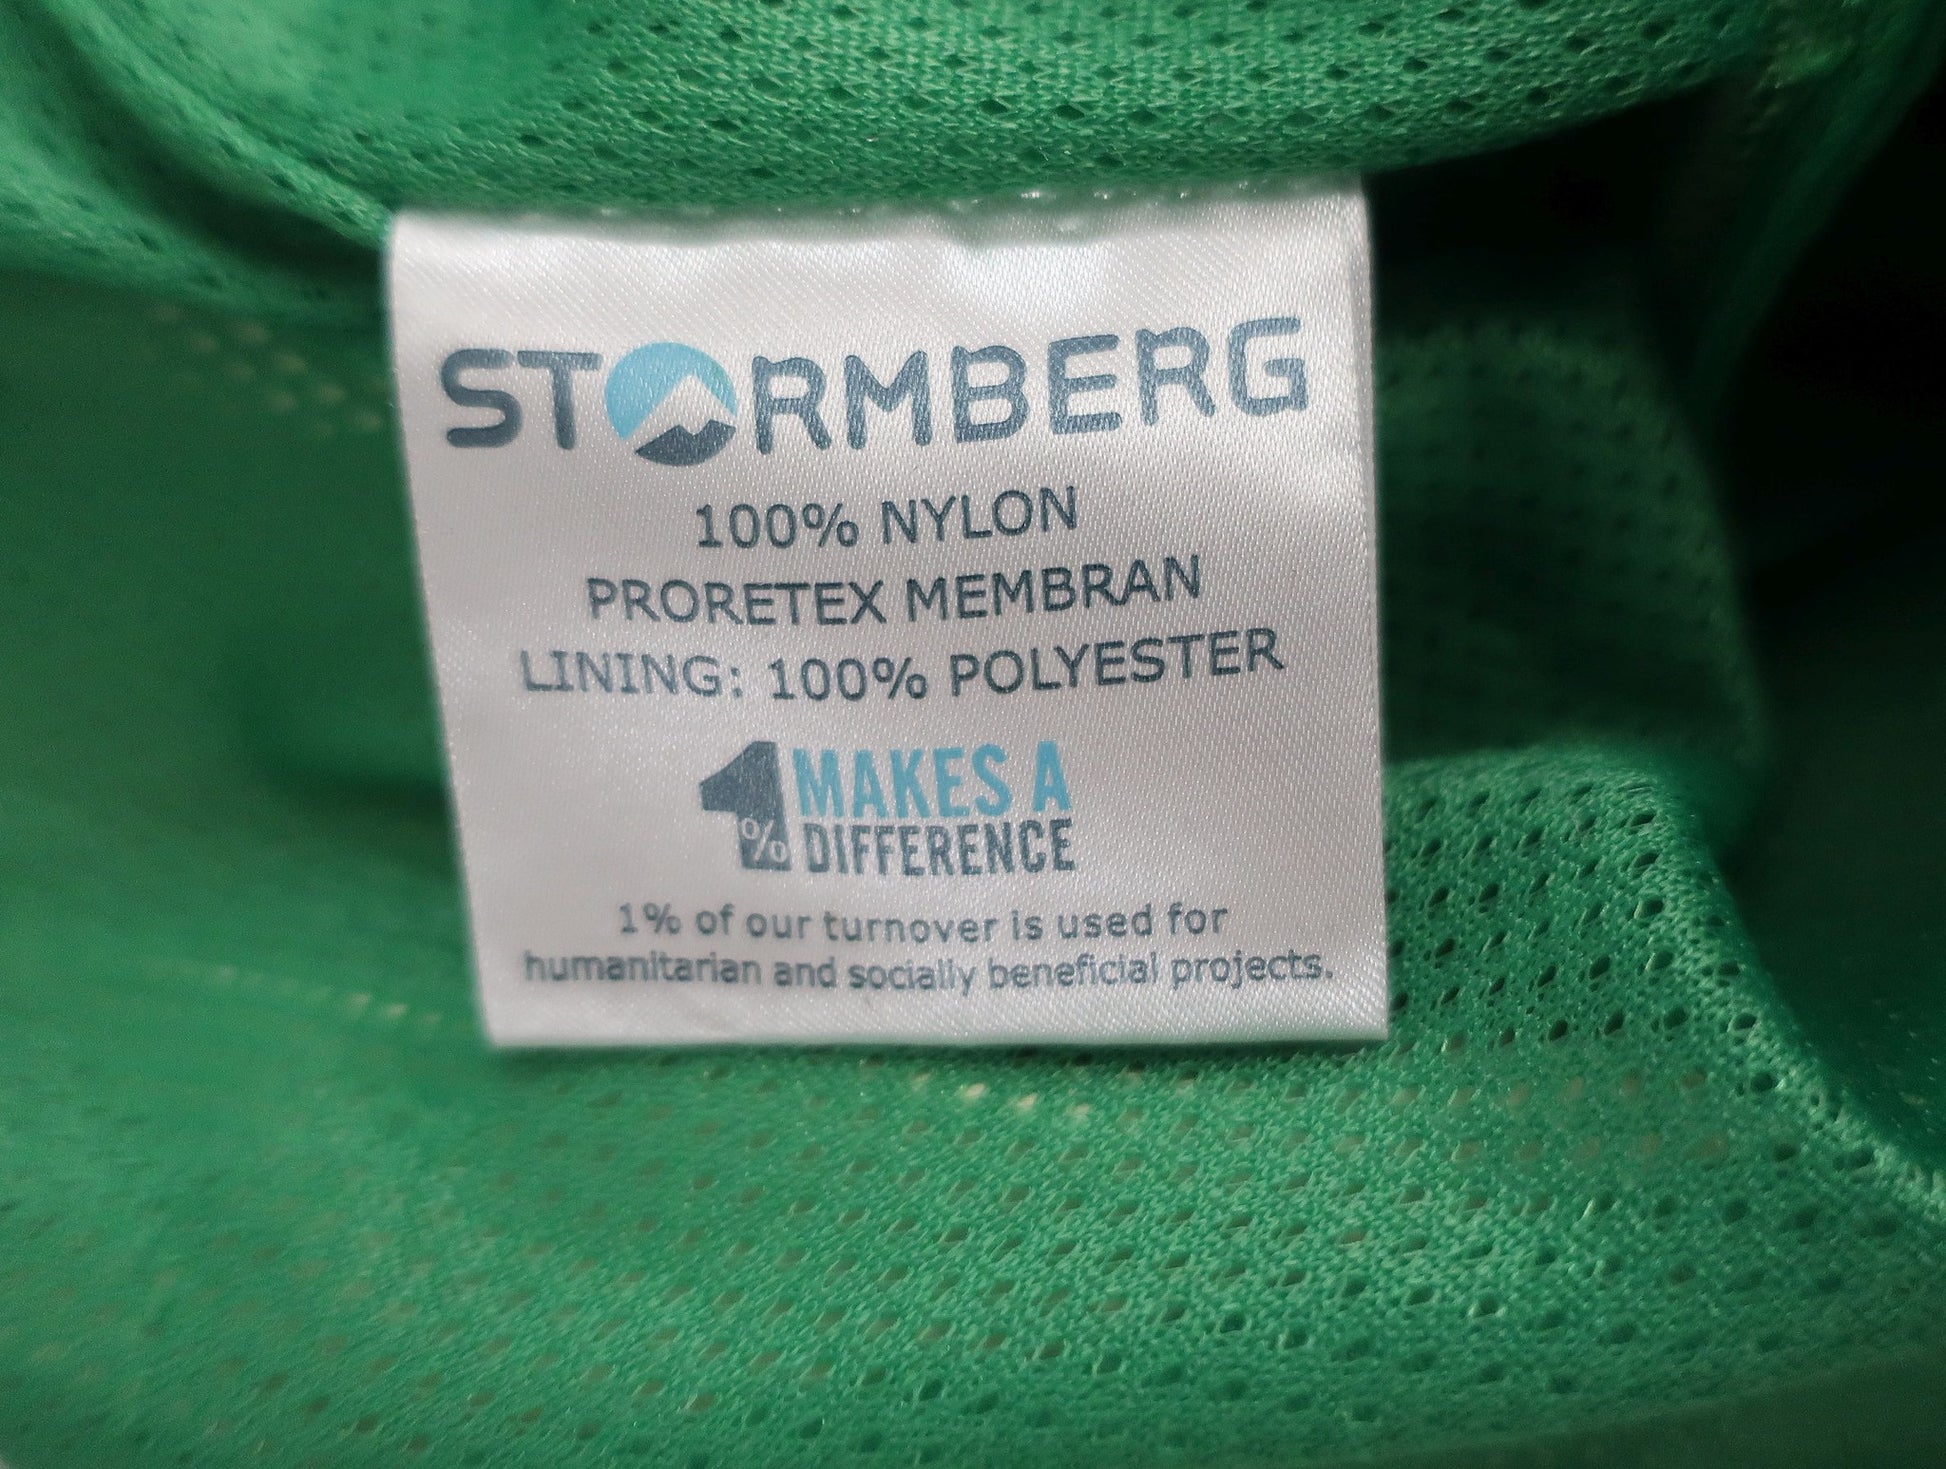 STORMBERG
100% NYLON
PRORETEX MEMBRAN
LINING: 100% POLYESTER
1% MAKES A
DIFFERENCE
1% of our turnover is used for
humanitarian and socially beneficial projects.